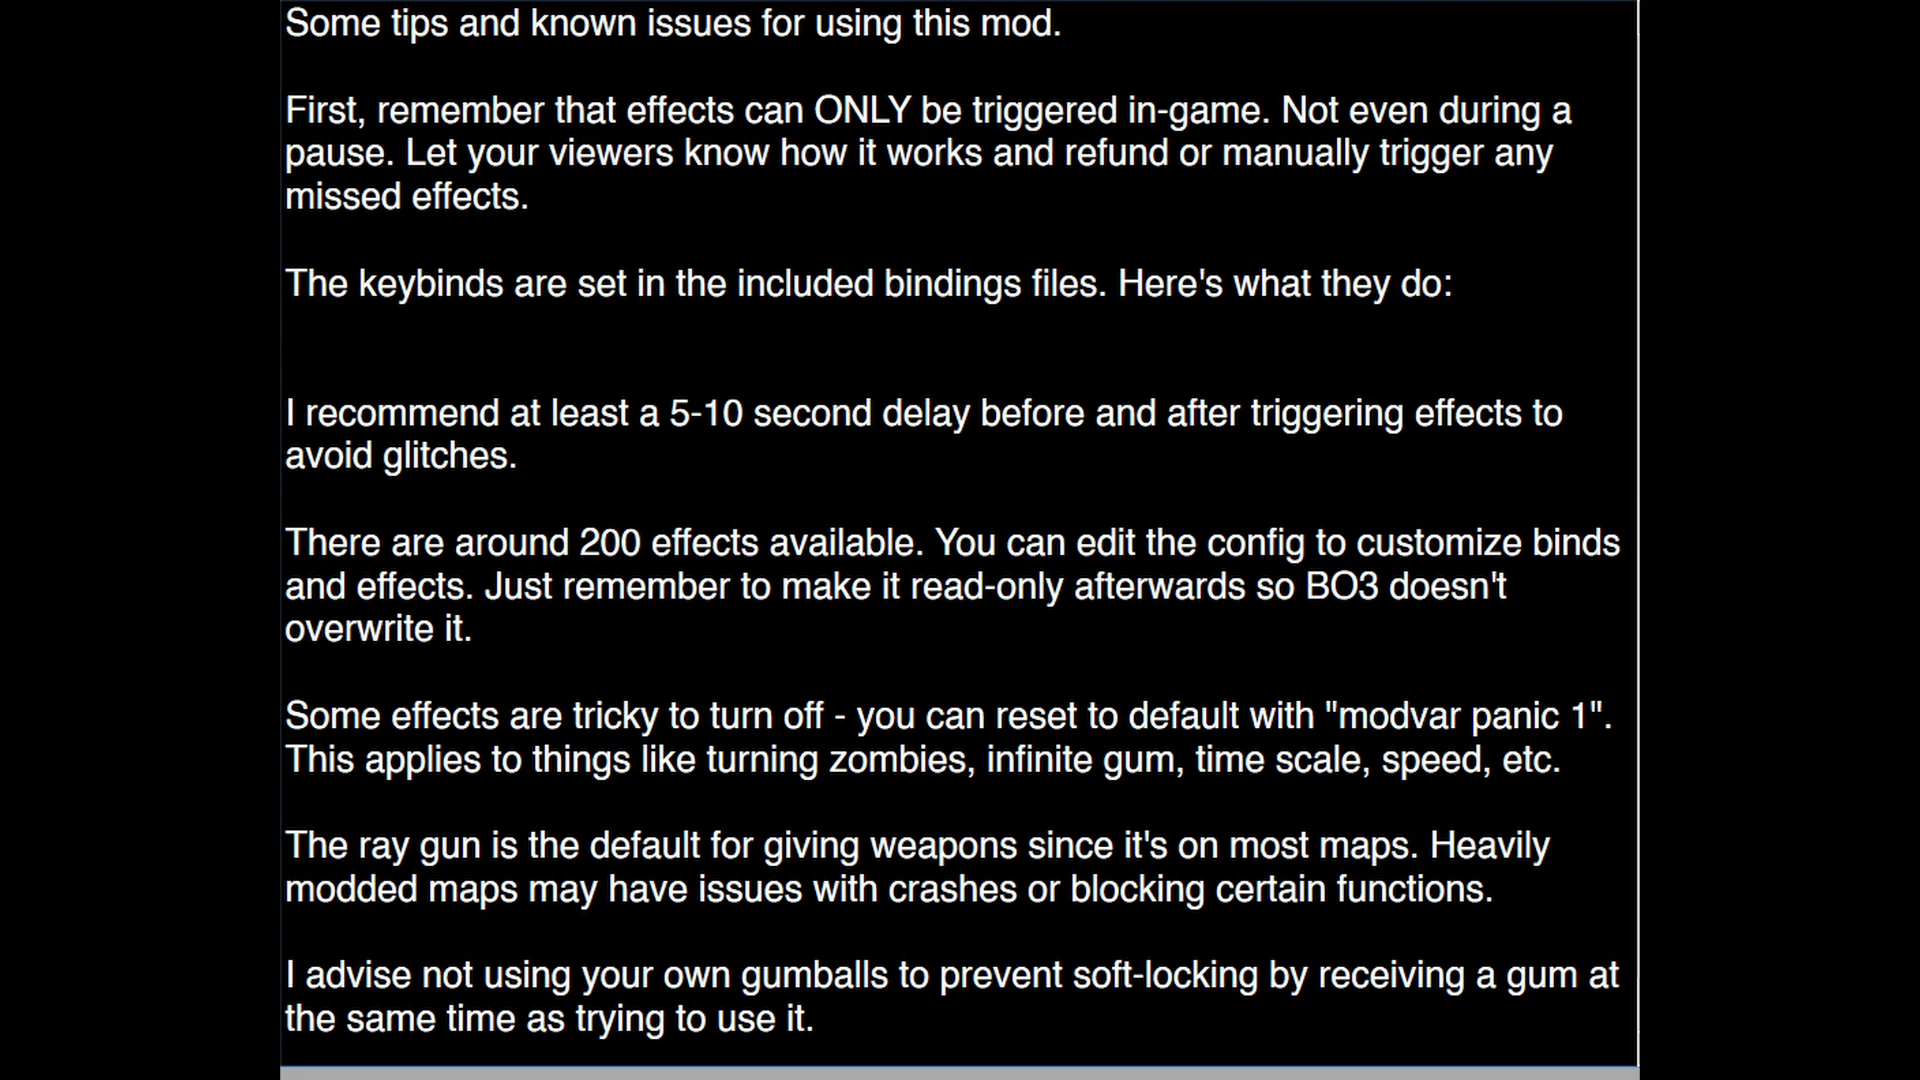 Some tips and known issues for using this mod.
First, remember that effects can ONLY be triggered in-game. Not even during a
pause. Let your viewers know how it works and refund or manually trigger any
missed effects.
The keybinds are set in the included bindings files. Here's what they do:
I recommend at least a 5-10 second delay before and after triggering effects to
avoid glitches.
There are around 200 effects available. You can edit the config to customize binds
and effects. Just remember to make it read-only afterwards so BO3 doesn't
overwrite it.
Some effects are tricky to turn off - you can reset to default with "modvar panic 1".
This applies to things like turning zombies, infinite gum, time scale, speed, etc.
The ray gun is the default for giving weapons since it's on most maps. Heavily
modded maps may have issues with crashes or blocking certain functions.
I advise not using your own gumballs to prevent soft-locking by receiving a gum at
the same time as trying to use it.